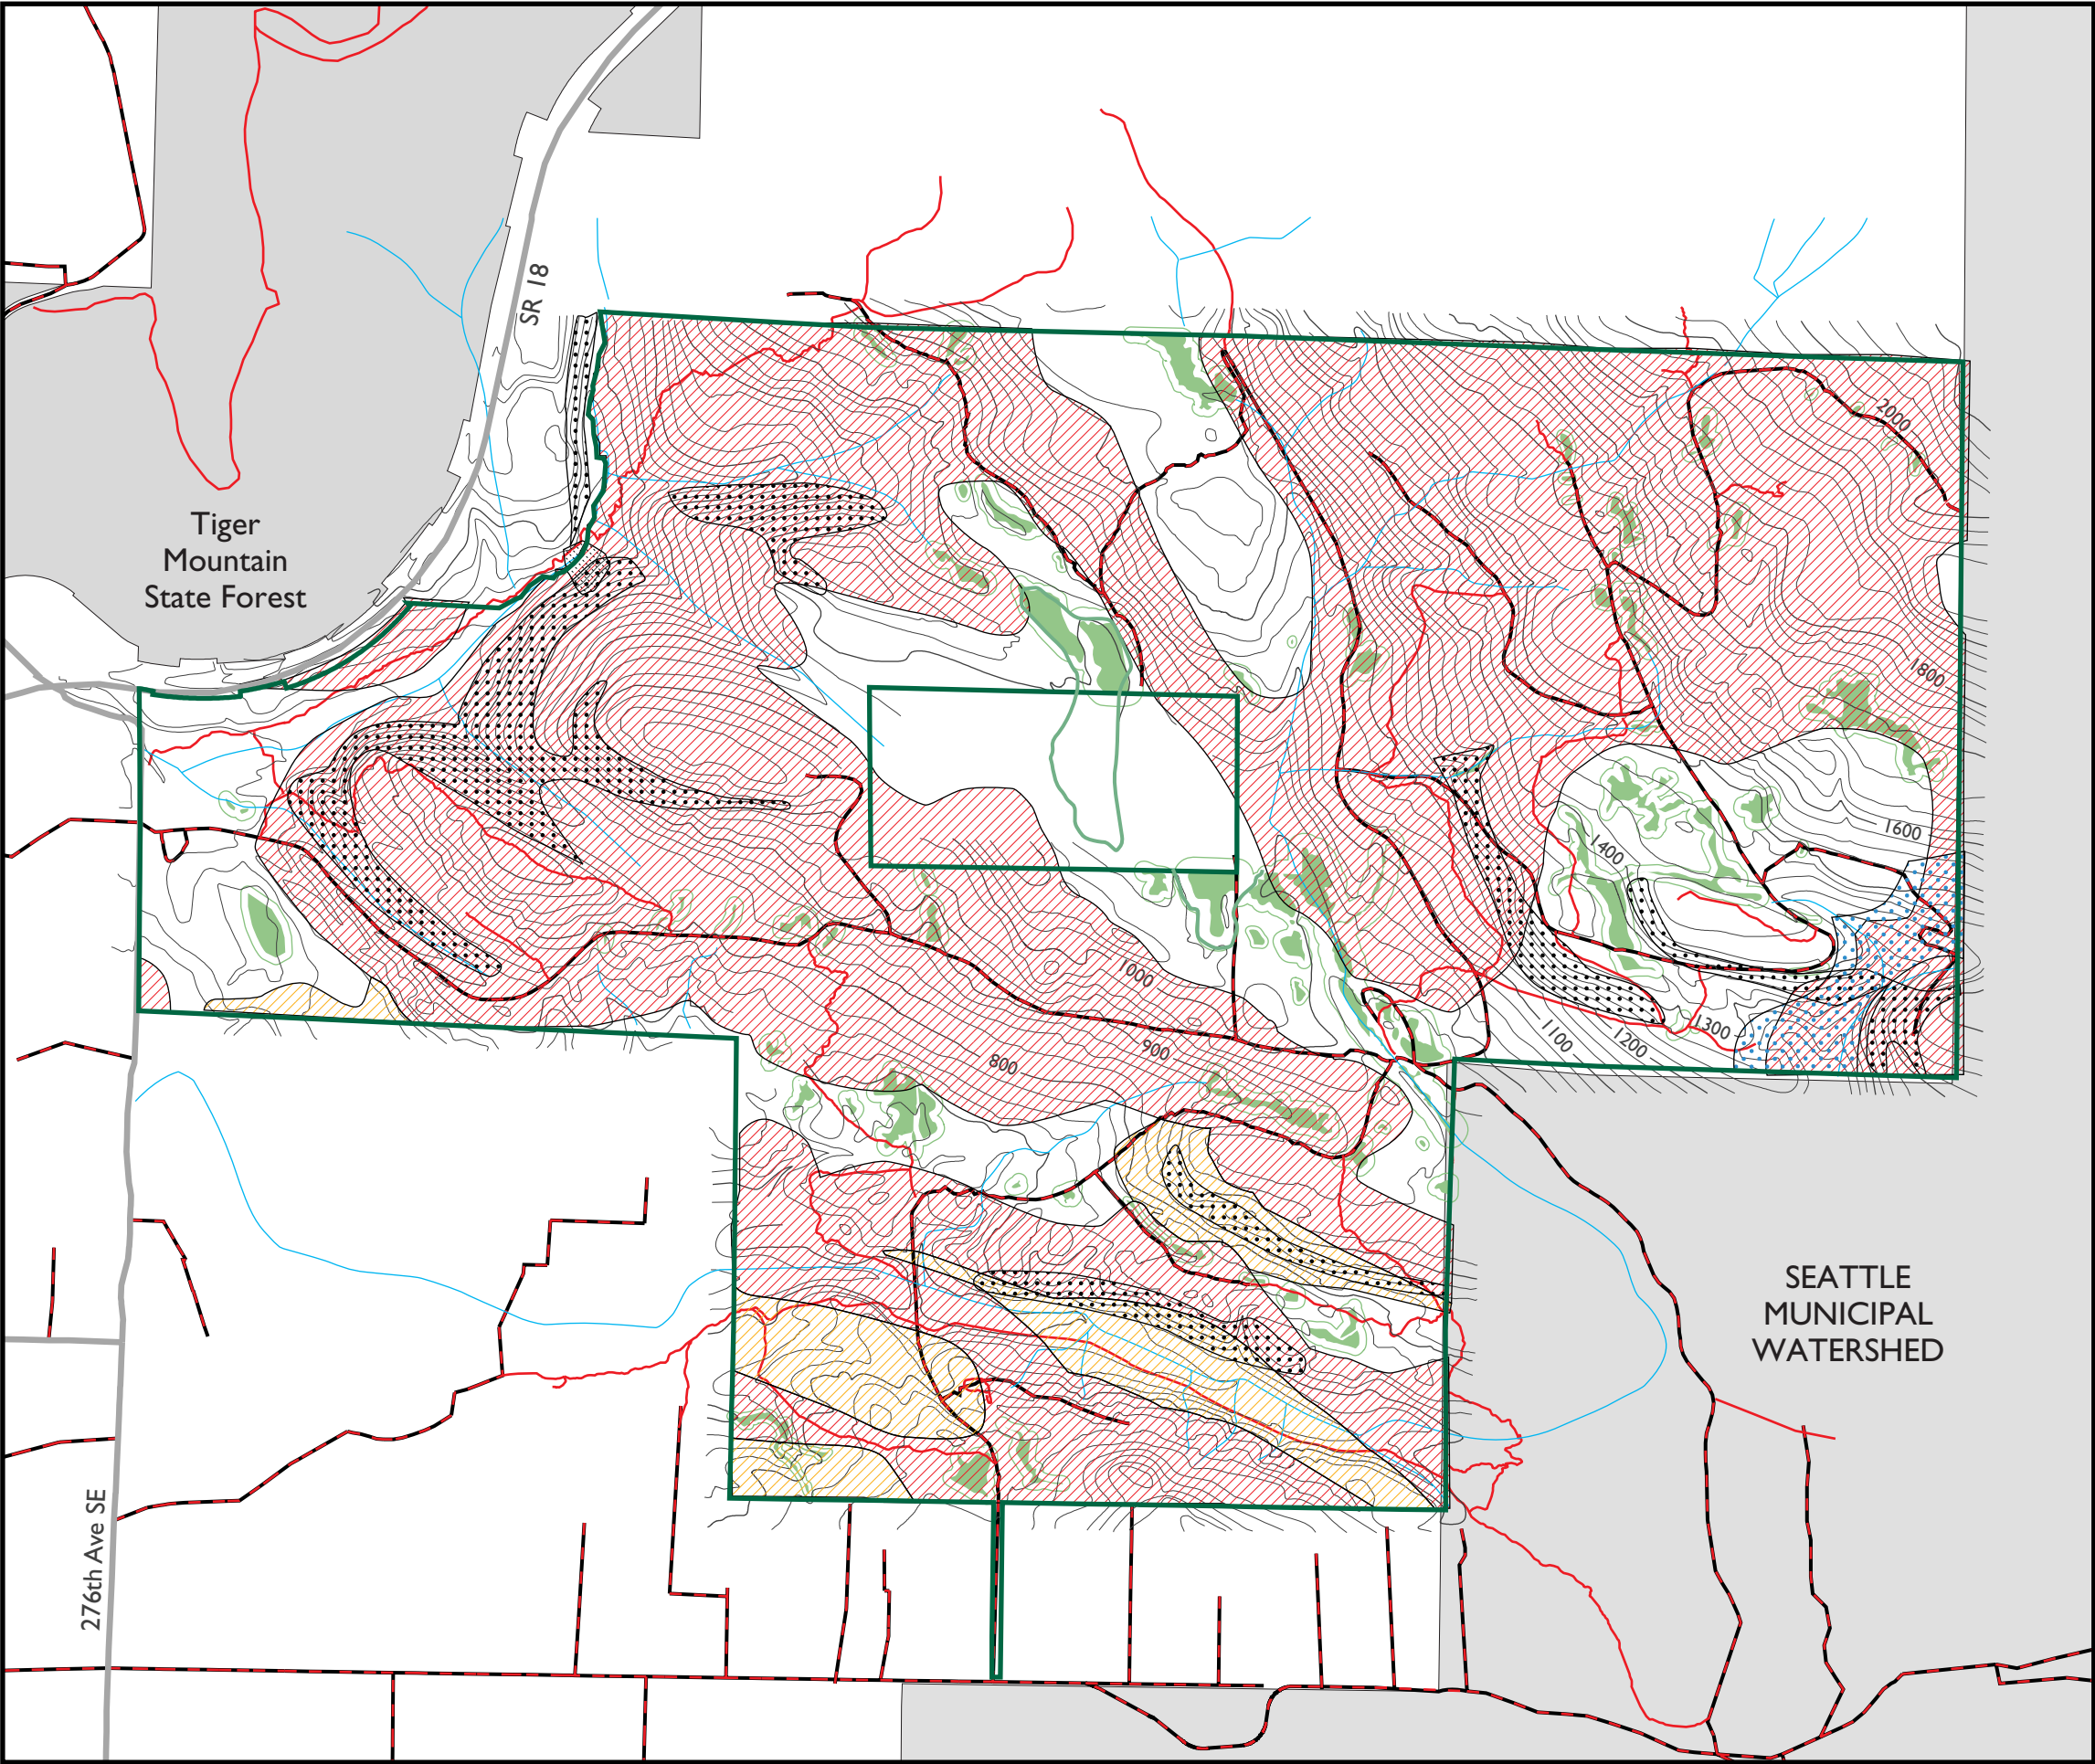 SR 18
2000
Tiger
Mountain
State Forest
1800
1600
1400
1000
1300
1100
1200
900
800
SEATTLE
MUNICIPAL
WATERSHED
276th Ave SE